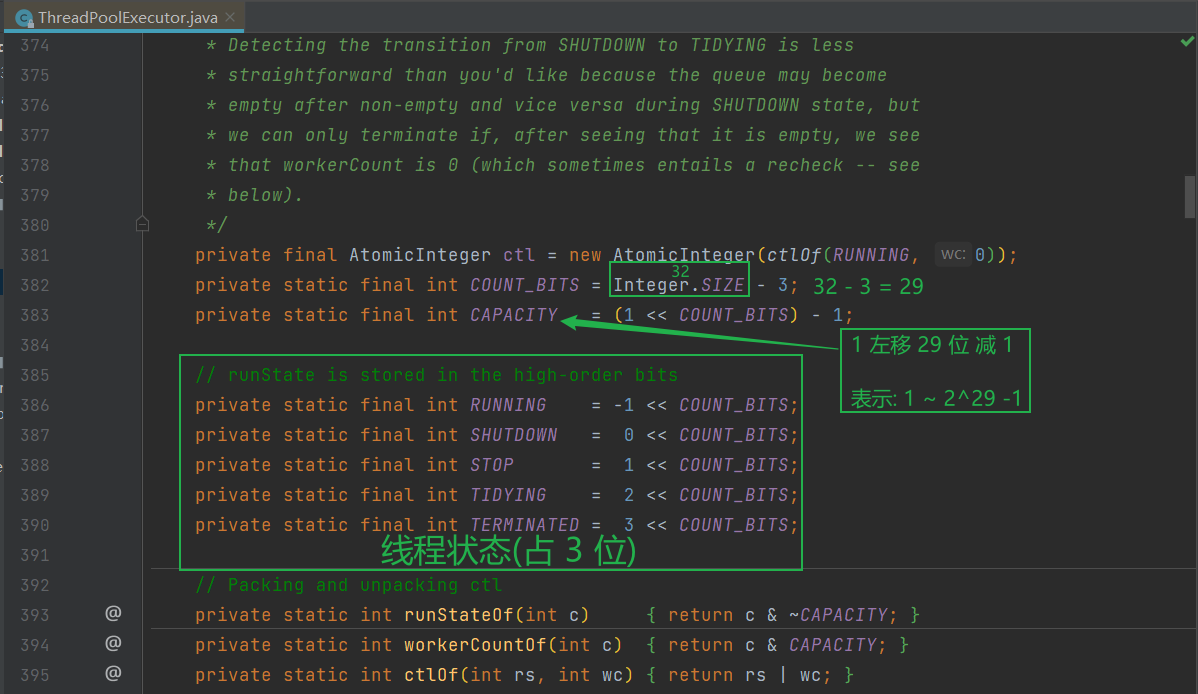 ThreadPoolExecutor.java
374 * Detecting the transition from SHUTDOWN to TIDYING is less
375 * straightforward than you'd like because the queue may become
376 * empty after non-empty and vice versa during SHUTDOWN state, but
377 * we can only terminate if, after seeing that it is empty, we see
378 * that workerCount is 0 (which sometimes entails a recheck -- see
379 * below).
380 */
381 private final AtomicInteger ctl = new AtomicInteger(ctlOf(RUNNING, wc: 0));
32
382 private static final int COUNT_BITS = Integer.SIZE - 3; 32 - 3 = 29
383 private static final int CAPACITY = (1 << COUNT_BITS) - 1;
384
1 左移 29 位 减 1
表示: 1 ~ 2^29 -1
385 // runState is stored in the high-order bits
386 private static final int RUNNING = -1 << COUNT_BITS;
387 private static final int SHUTDOWN = 0 << COUNT_BITS;
388 private static final int STOP = 1 << COUNT_BITS;
389 private static final int TIDYING = 2 << COUNT_BITS;
390 private static final int TERMINATED = 3 << COUNT_BITS;
391
线程状态(占 3 位)
392 // Packing and unpacking ctl
393 @ private static int runStateOf(int c) { return c & ~CAPACITY; }
394 @ private static int workerCountOf(int c) { return c & CAPACITY; }
395 @ private static int ctlOf(int rs, int wc) { return rs | wc; }